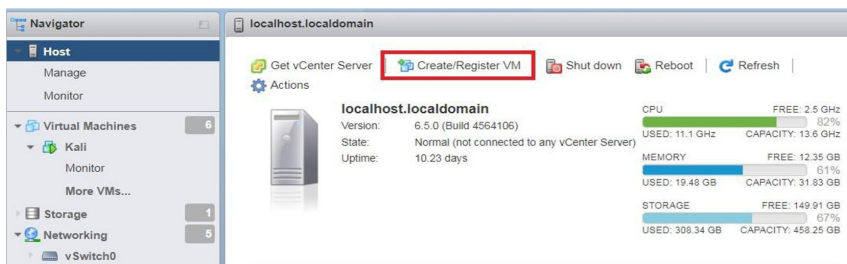 Navigator
localhost.localdomain
Host
Manage
Monitor
Virtual Machines 6
Kali
Monitor
More VMs...
Storage 1
Networking 5
vSwitch0
Get vCenter Server | Create/Register VM | Shut down Reboot | Refresh |
Actions
localhost.localdomain
Version: 6.5.0 (Build 4564106)
State: Normal (not connected to any vCenter Server)
Uptime: 10.23 days
CPU FREE: 2.5 GHz
82%
USED: 11.1 GHz CAPACITY: 13.6 GHz
MEMORY FREE: 12.35 GB
61%
USED: 19.48 GB CAPACITY: 31.83 GB
STORAGE FREE: 149.91 GB
67%
USED: 308.34 GB CAPACITY: 458.25 GB